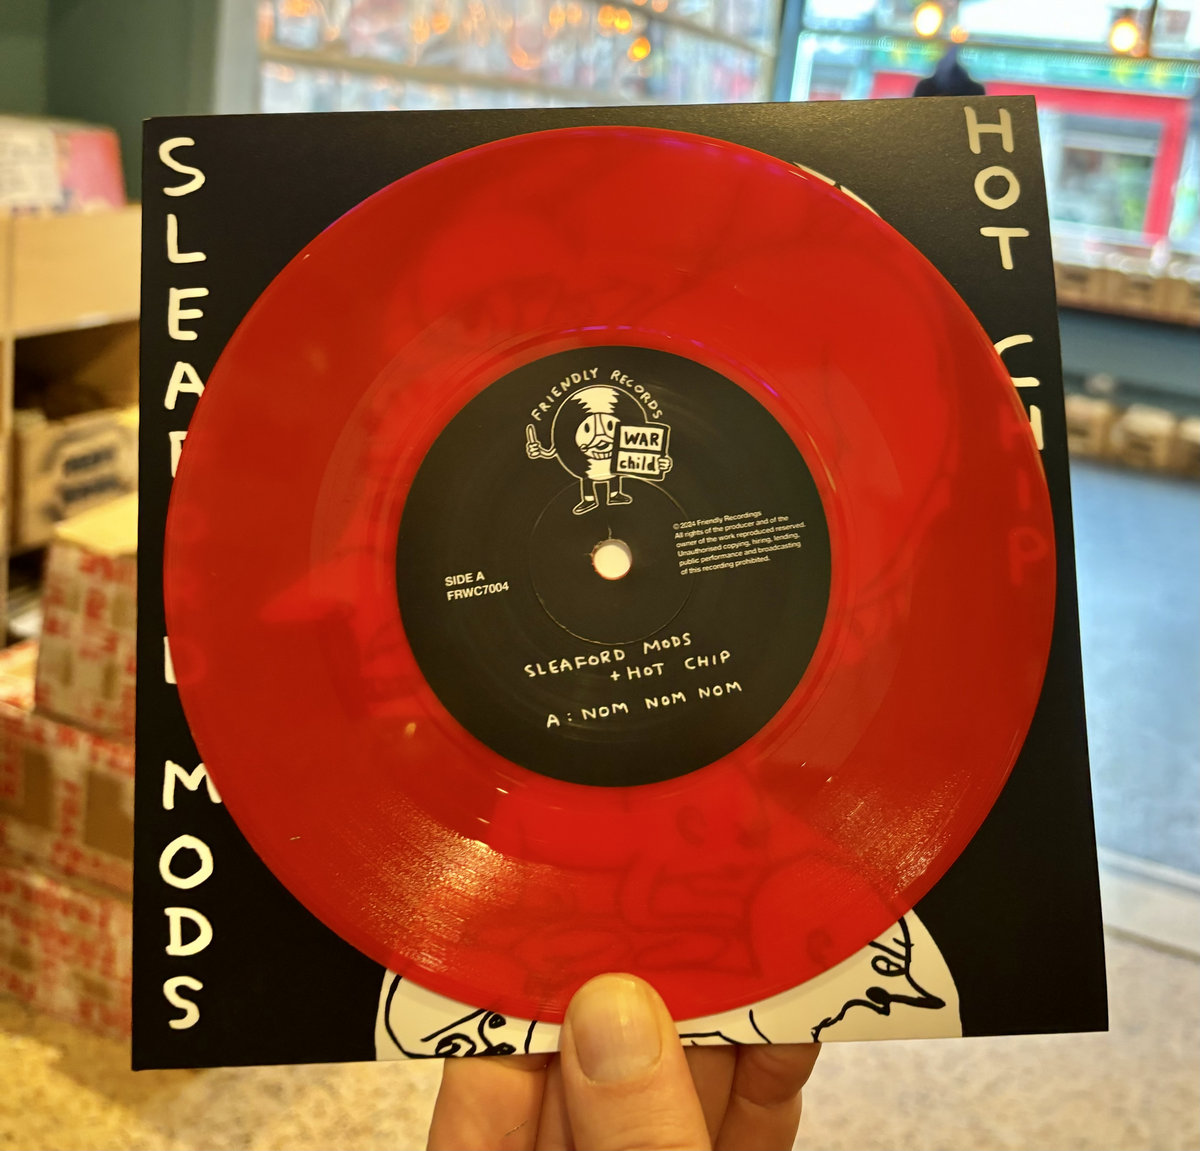 SLEAFORD MODS
HOT CHIP
FRIENDLY RECORDS
WAR
child
© 2024 Friendly Recordings
All rights of the producer and of the
owner of the work reproduced reserved.
Unauthorised copying, hiring, lending,
public performance and broadcasting
of this recording prohibited.
SIDE A
FRWC7004
SLEAFORD MODS
+ HOT CHIP
A: NOM NOM NOM